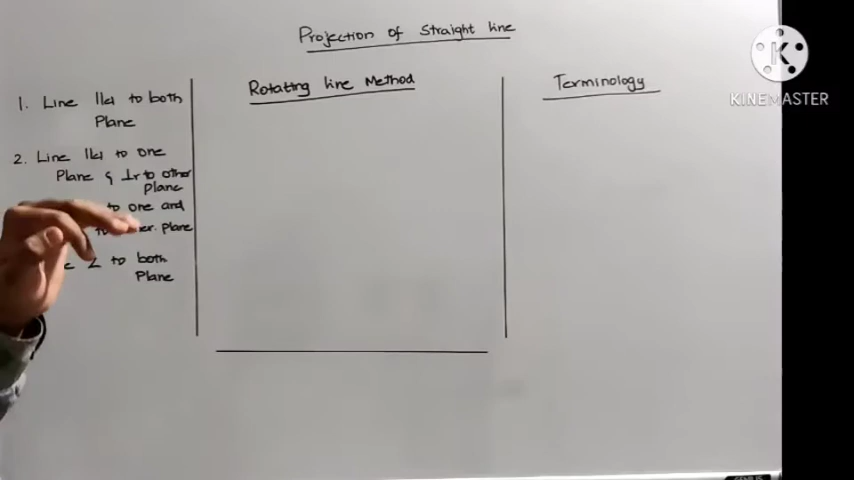 Projection of Straight line
1. Line ||el to both
Plane
2. Line ||el to one
Plane & ⊥r to other
Plane
to one and
Plane
∠ to both
Plane
Rotating line Method
Terminology
K
KINEMASTER